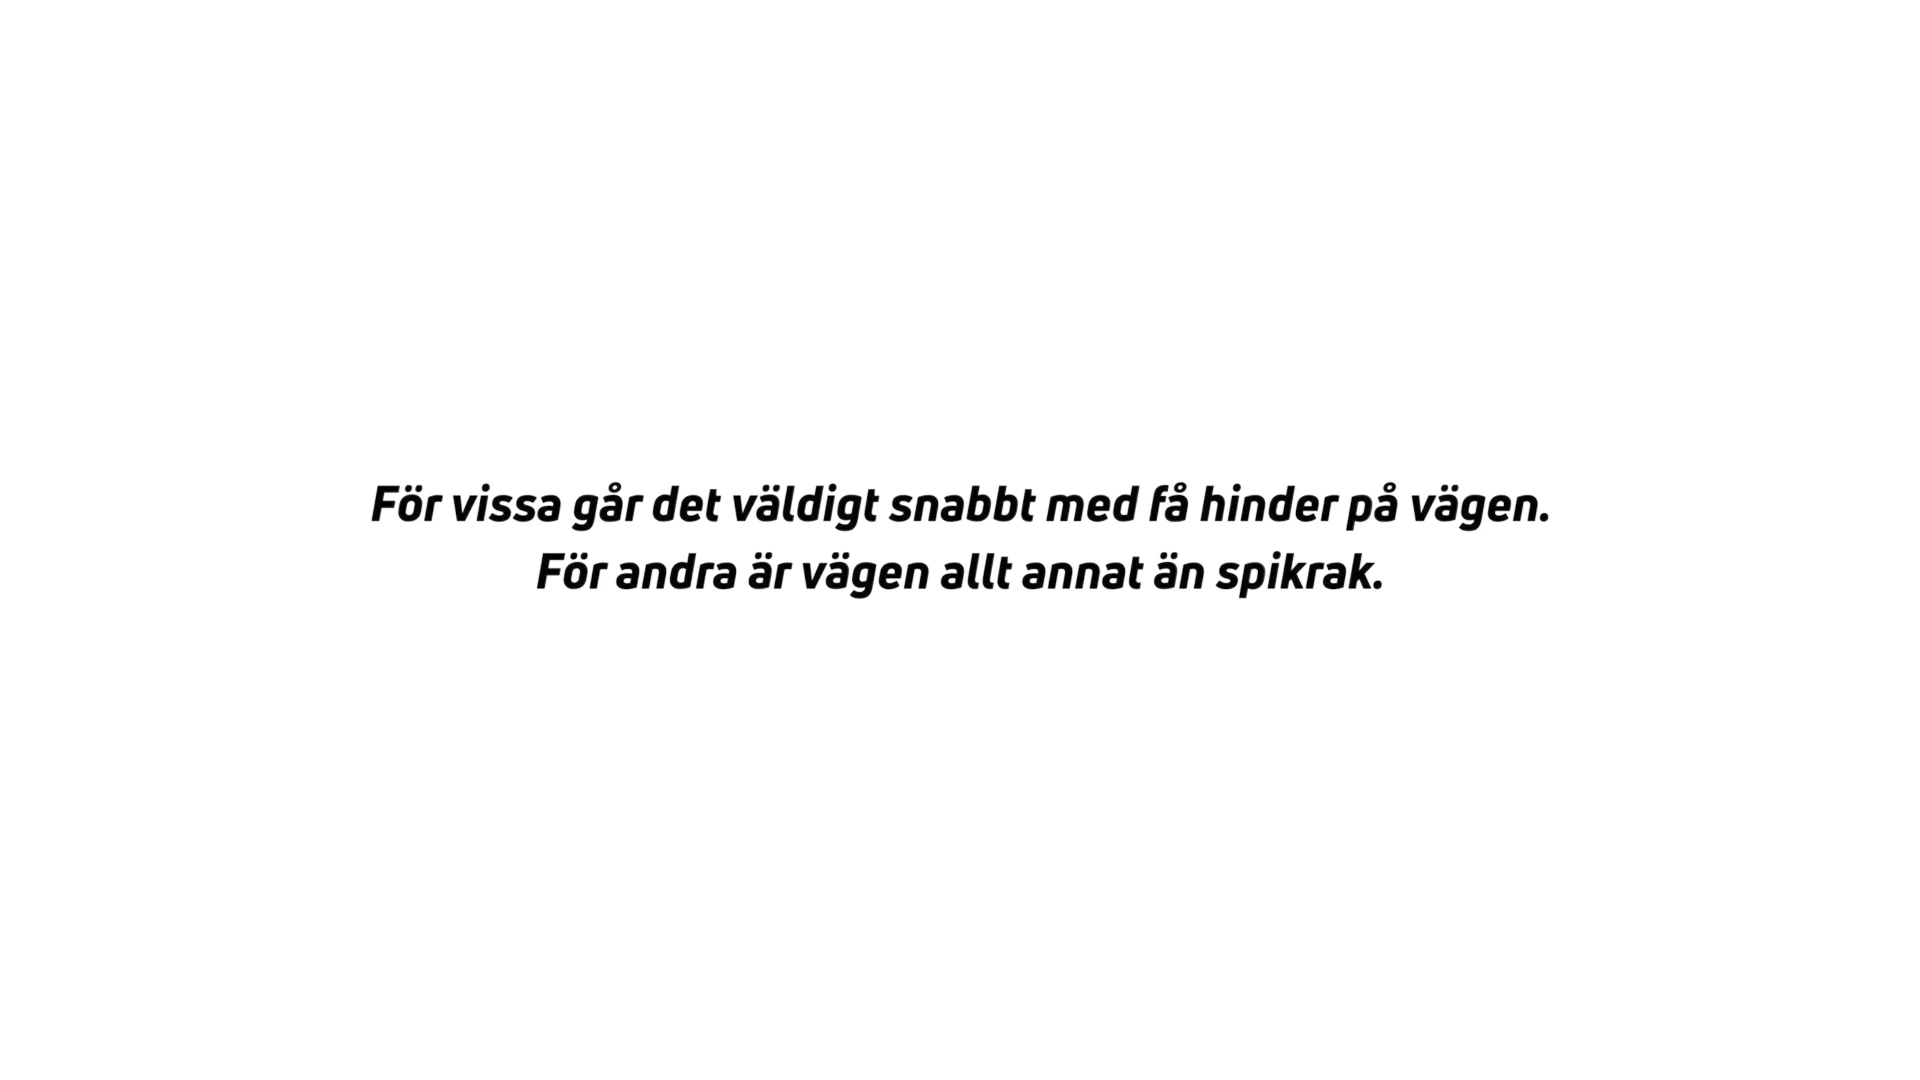 För vissa går det väldigt snabbt med få hinder på vägen.
För andra är vägen allt annat än spikrak.